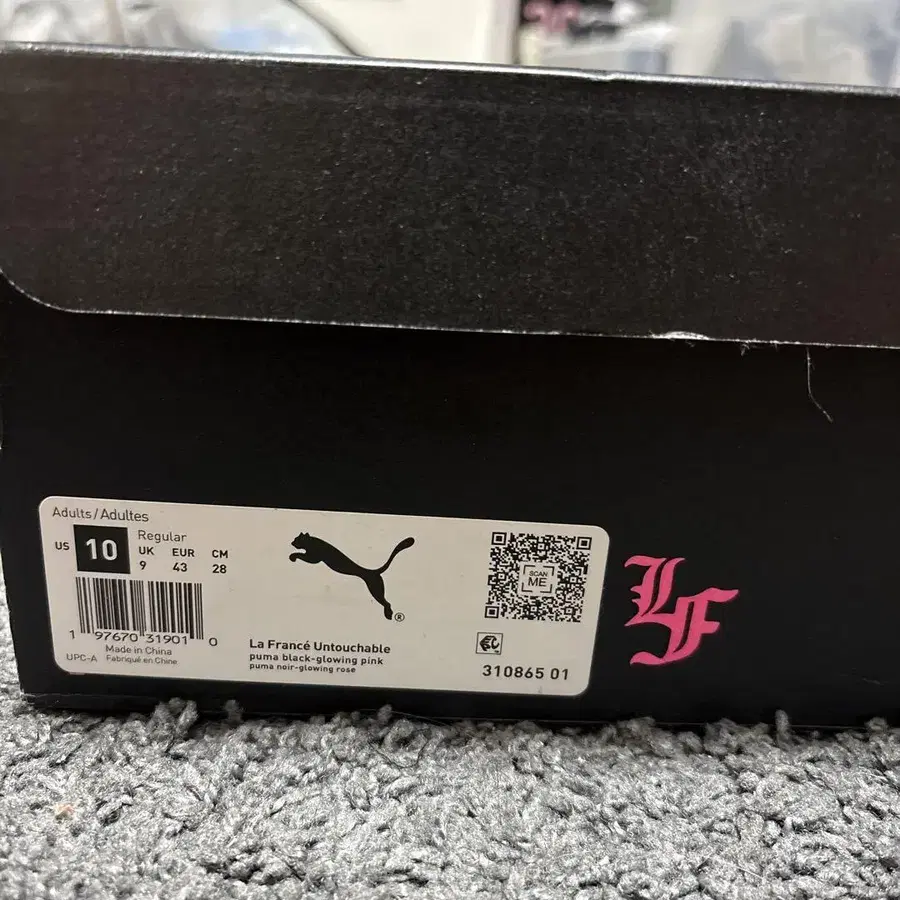 Adults/Adultes
US 10 Regular
UK EUR CM
9 43 28
1 97670 31901 0
Made in China
UPC-A Fabriqué en Chine
®
La Francé Untouchable
puma black-glowing pink
puma noir-glowing rose
SCAN
ME
310865 01
LF